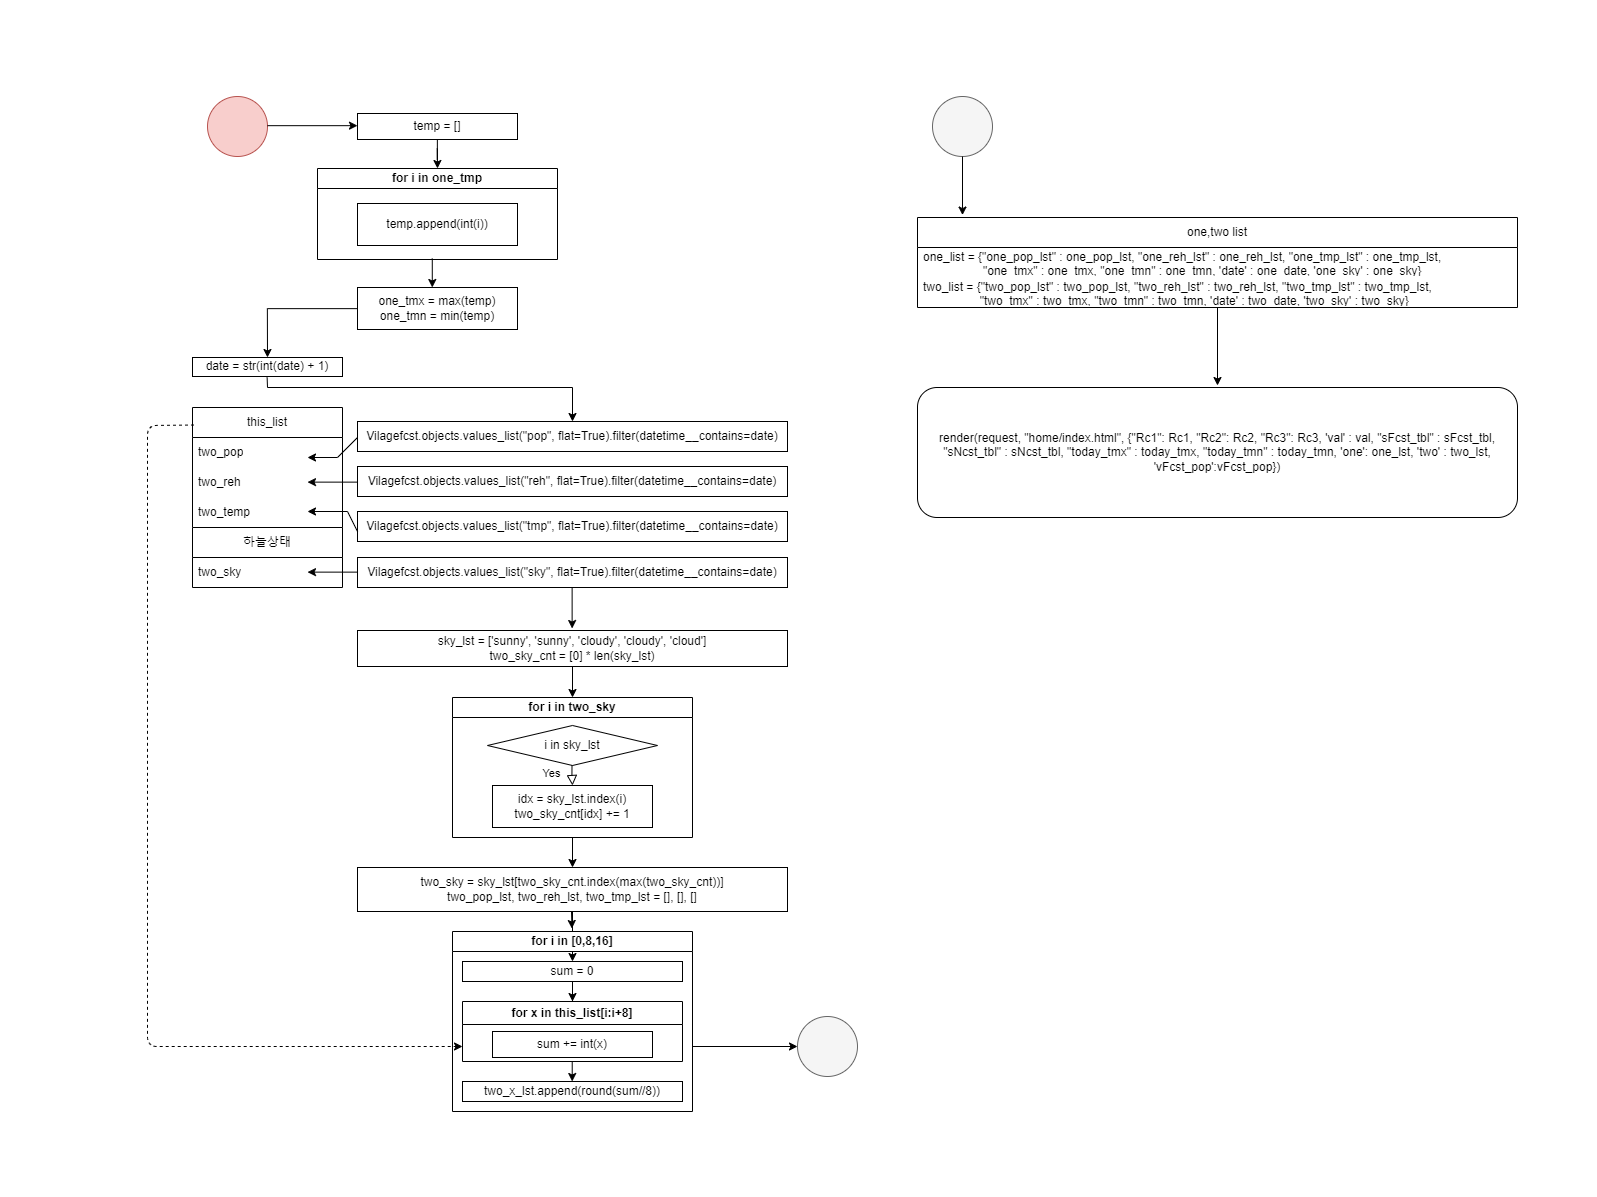 temp = []
for i in one_tmp
temp.append(int(i))
one_tmx = max(temp)
one_tmn = min(temp)
date = str(int(date) + 1)
this_list
two_pop
two_reh
two_temp
하늘상태
two_sky
Vilagefcst.objects.values_list("pop", flat=True).filter(datetime__contains=date)
Vilagefcst.objects.values_list("reh", flat=True).filter(datetime__contains=date)
Vilagefcst.objects.values_list("tmp", flat=True).filter(datetime__contains=date)
Vilagefcst.objects.values_list("sky", flat=True).filter(datetime__contains=date)
sky_lst = ['sunny', 'sunny', 'cloudy', 'cloudy', 'cloud']
two_sky_cnt = [0] * len(sky_lst)
for i in two_sky
i in sky_lst
Yes
idx = sky_lst.index(i)
two_sky_cnt[idx] += 1
two_sky = sky_lst[two_sky_cnt.index(max(two_sky_cnt))]
two_pop_lst, two_reh_lst, two_tmp_lst = [], [], []
for i in [0,8,16]
sum = 0
for x in this_list[i:i+8]
sum += int(x)
two_x_lst.append(round(sum//8))
one,two list
one_list = {"one_pop_lst" : one_pop_lst, "one_reh_lst" : one_reh_lst, "one_tmp_lst" : one_tmp_lst,
"one_tmx" : one_tmx, "one_tmn" : one_tmn, 'date' : one_date, 'one_sky' : one_sky}
two_list = {"two_pop_lst" : two_pop_lst, "two_reh_lst" : two_reh_lst, "two_tmp_lst" : two_tmp_lst,
"two_tmx" : two_tmx, "two_tmn" : two_tmn, 'date' : two_date, 'two_sky' : two_sky}
render(request, "home/index.html", {"Rc1": Rc1, "Rc2": Rc2, "Rc3": Rc3, 'val' : val, "sFcst_tbl" : sFcst_tbl,
"sNcst_tbl" : sNcst_tbl, "today_tmx" : today_tmx, "today_tmn" : today_tmn, 'one': one_lst, 'two' : two_lst,
'vFcst_pop':vFcst_pop})